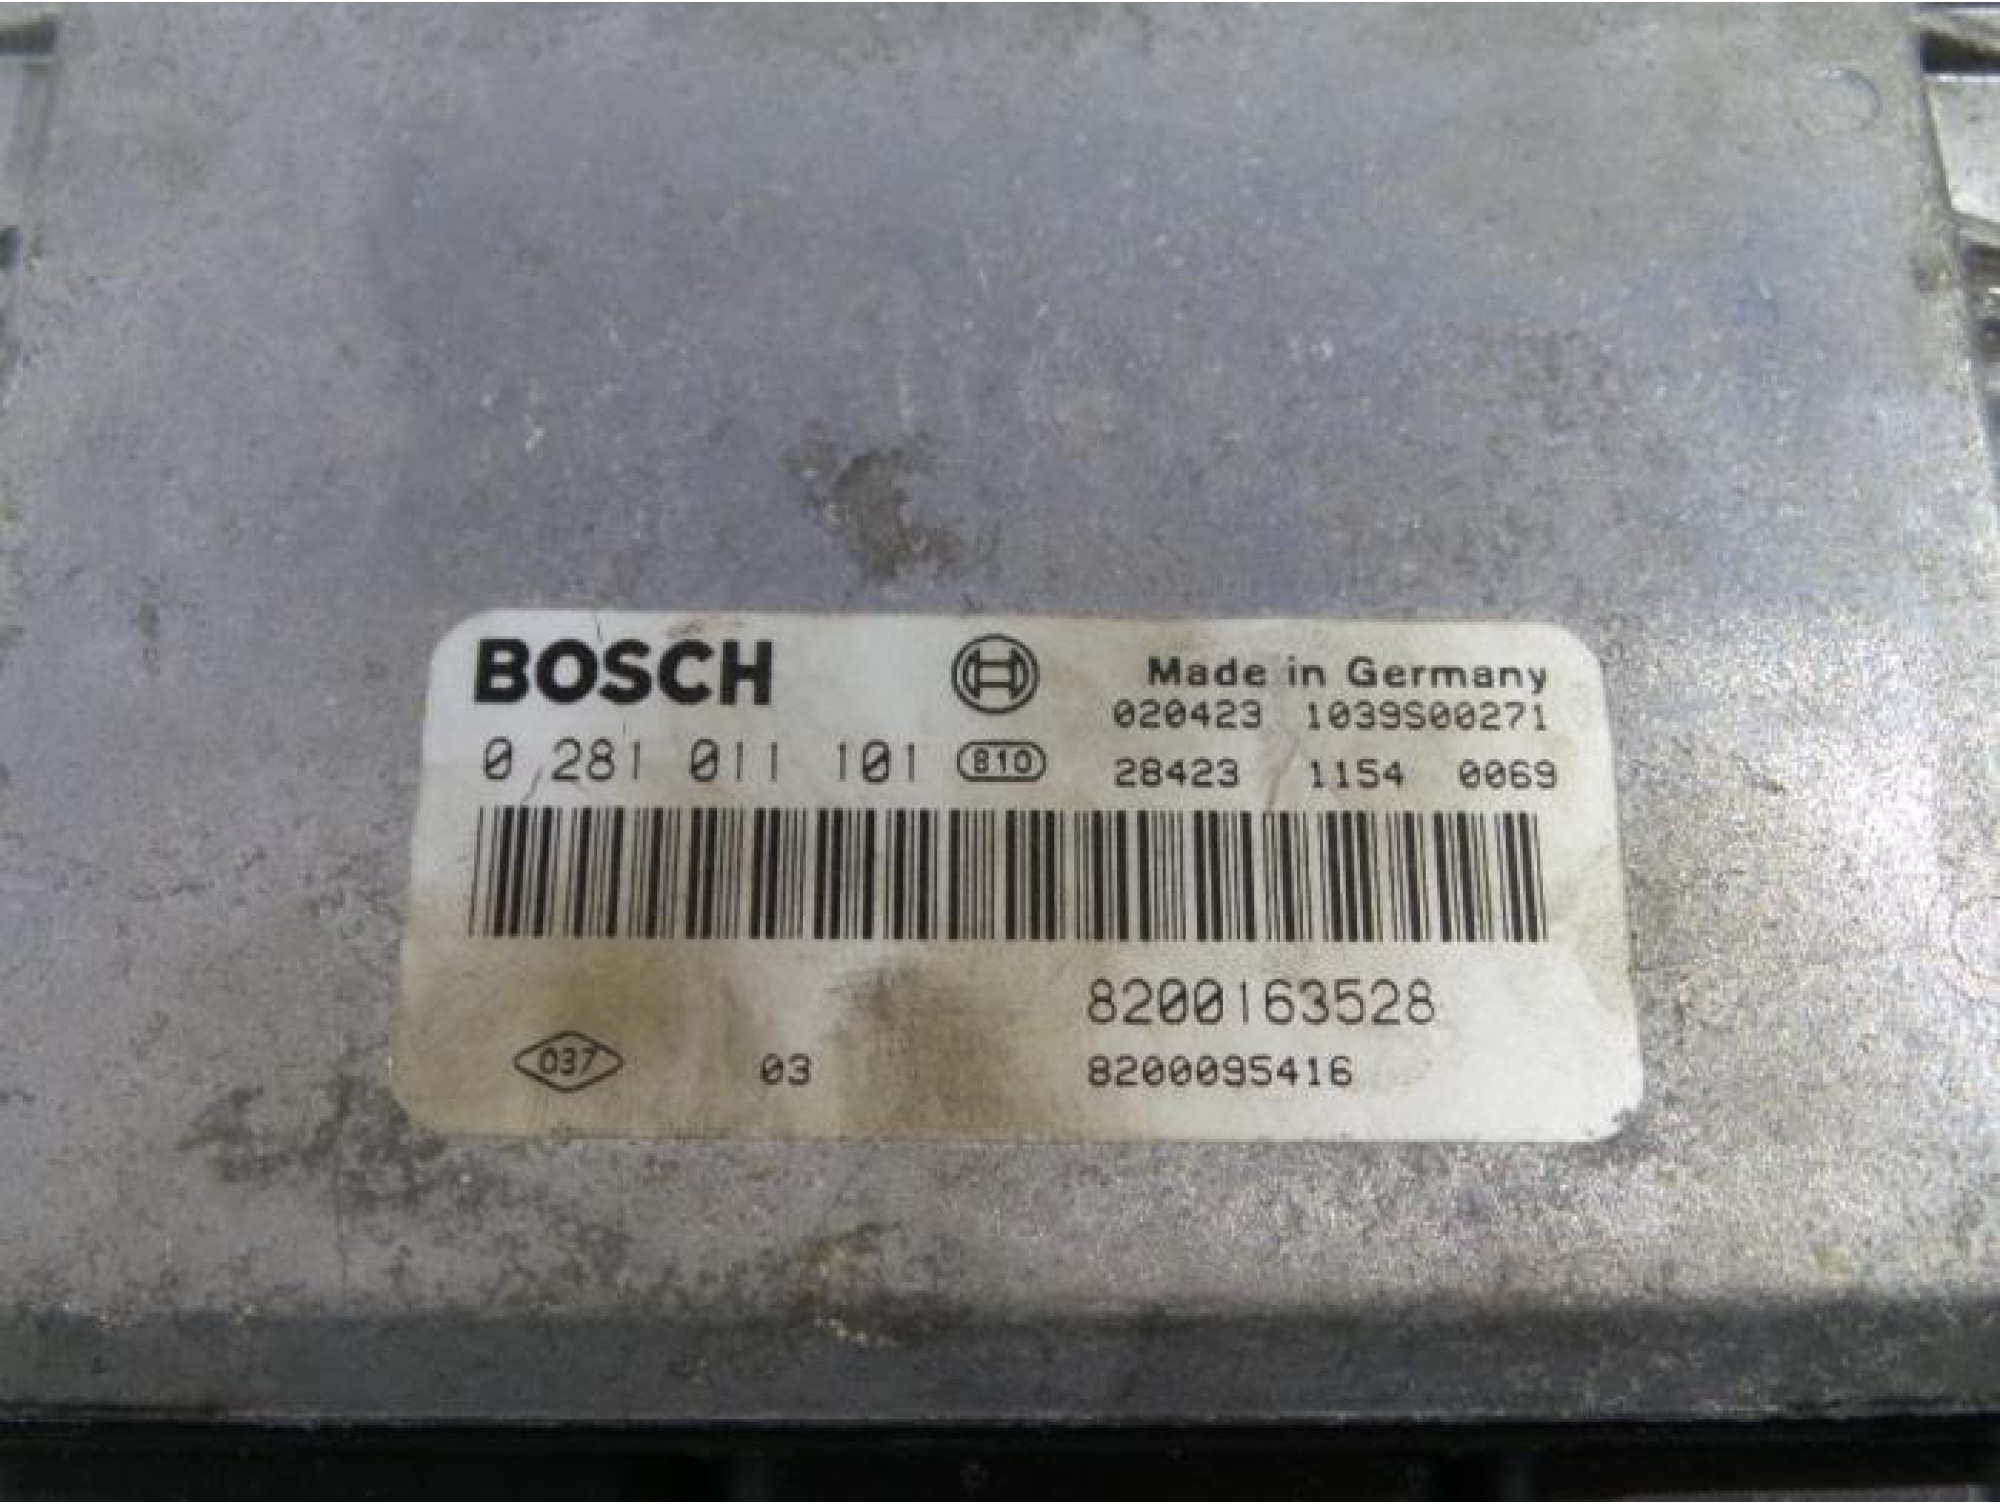 BOSCH
Made in Germany
020423 1039S00271
0 281 011 101 810
28423 1154 0069
8200163528
037 03 8200095416